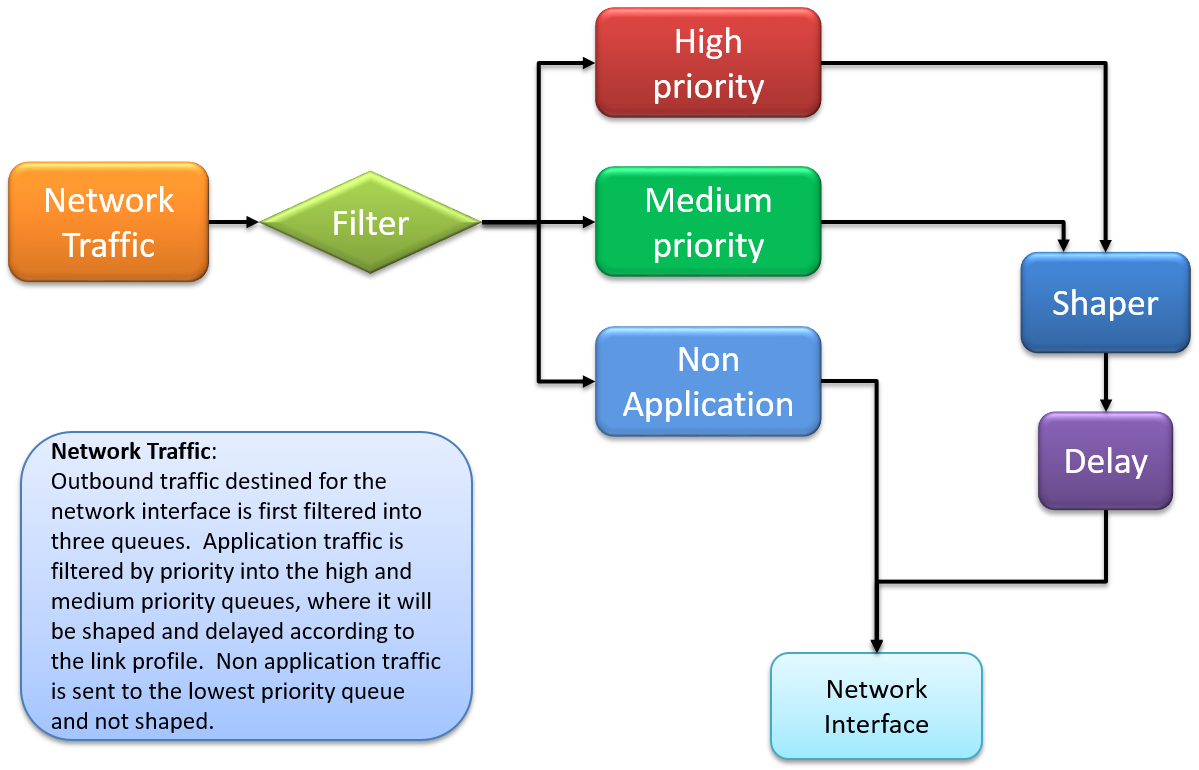 High
priority
Network
Traffic
Filter
Medium
priority
Shaper
Non
Application
Delay
Network Traffic:
Outbound traffic destined for the
network interface is first filtered into
three queues.  Application traffic is
filtered by priority into the high and
medium priority queues, where it will
be shaped and delayed according to
the link profile.  Non application traffic
is sent to the lowest priority queue
and not shaped.
Network
Interface